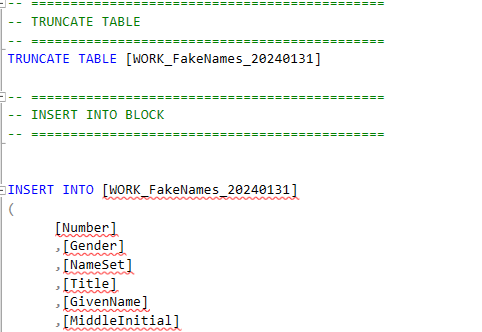 -- =============================================
-- TRUNCATE TABLE
-- =============================================
TRUNCATE TABLE [WORK_FakeNames_20240131]
-- =============================================
-- INSERT INTO BLOCK
-- =============================================
INSERT INTO [WORK_FakeNames_20240131]
(
[Number]
,[Gender]
,[NameSet]
,[Title]
,[GivenName]
,[MiddleInitial]